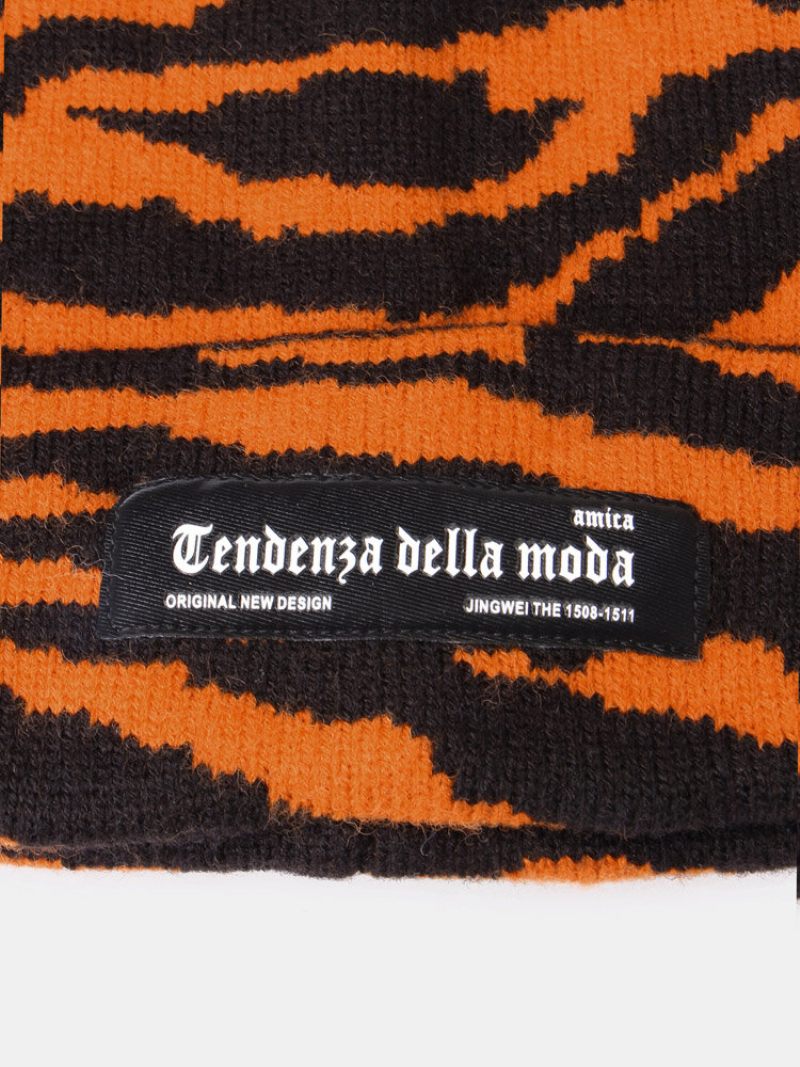 amica
Tendenza della moda
ORIGINAL NEW DESIGN
JINGWEI THE 1508-1511